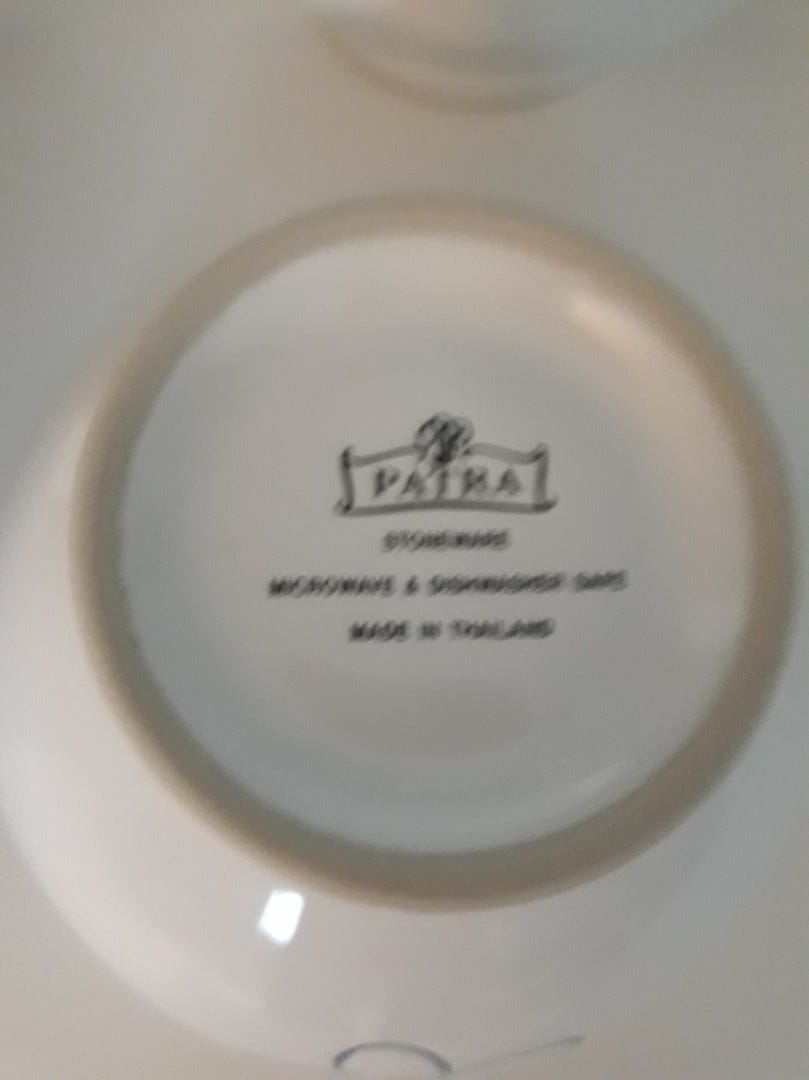 PATRA
STONEWARE
MICROWAVE & DISHWASHER SAFE
MADE IN THAILAND